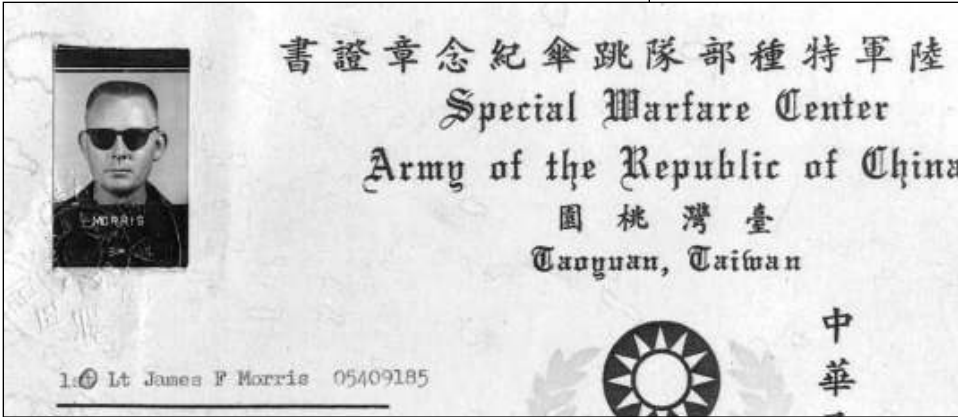 陸軍特種部隊跳傘紀念章證書
Special Warfare Center
Army of the Republic of China
臺灣桃園
Taoyuan, Taiwan
MORRIS
中華
Lt James F Morris 05409185